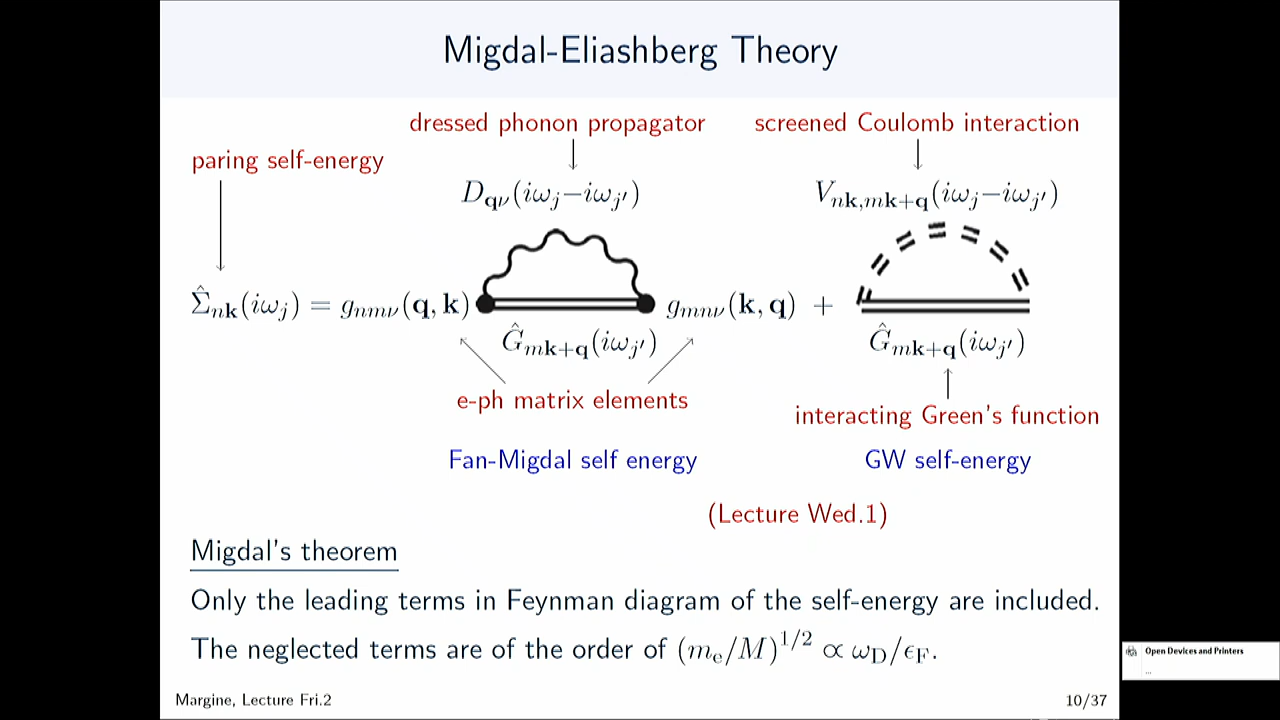 Migdal-Eliashberg Theory
dressed phonon propagator
screened Coulomb interaction
paring self-energy
D_{qν}(iω_j−iω_{j′})
V_{nk,mk+q}(iω_j−iω_{j′})
Σ̂_{nk}(iω_j) = g_{nmν}(q, k) g_{mnν}(k, q) +
Ĝ_{mk+q}(iω_{j′})
Ĝ_{mk+q}(iω_{j′})
e-ph matrix elements
interacting Green's function
Fan-Migdal self energy
GW self-energy
(Lecture Wed.1)
Migdal's theorem
Only the leading terms in Feynman diagram of the self-energy are included.
The neglected terms are of the order of (m_e/M)^{1/2} ∝ ω_D/ϵ_F.
Margine, Lecture Fri.2
10/37
Open Devices and Printers
...